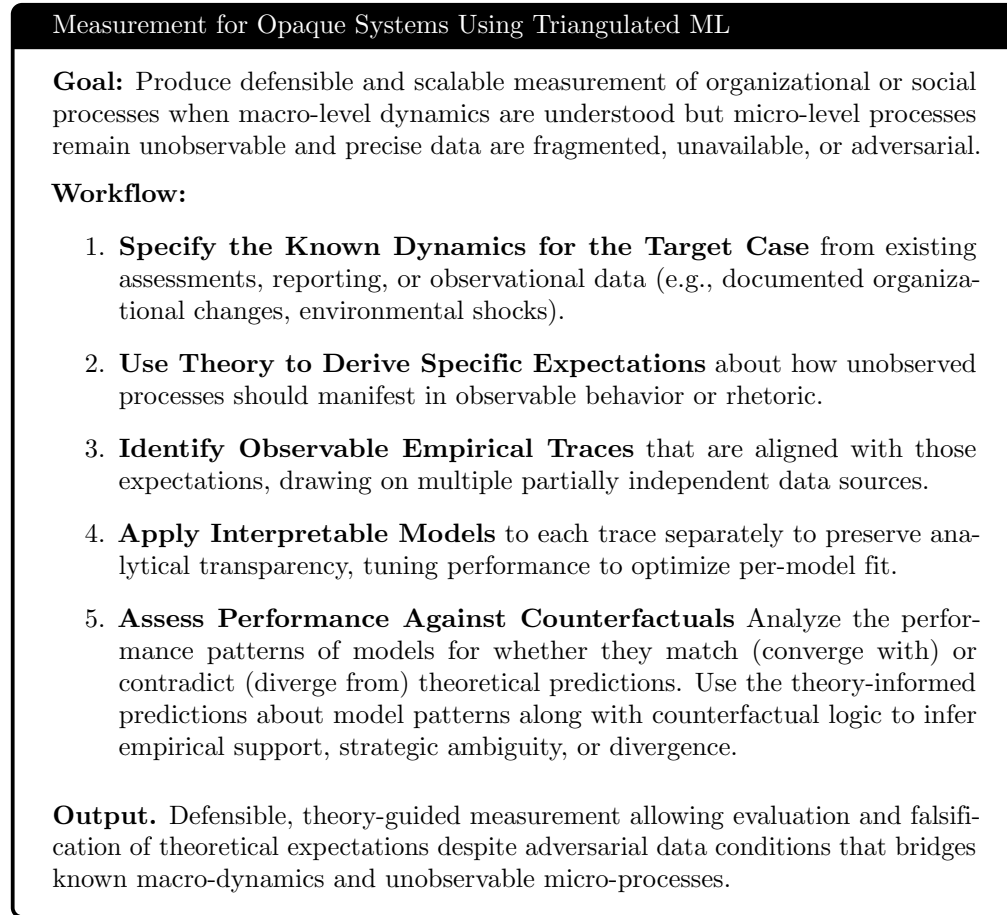 Measurement for Opaque Systems Using Triangulated ML
Goal: Produce defensible and scalable measurement of organizational or social
processes when macro-level dynamics are understood but micro-level processes
remain unobservable and precise data are fragmented, unavailable, or adversarial.
Workflow:
1. Specify the Known Dynamics for the Target Case from existing
assessments, reporting, or observational data (e.g., documented organiza-
tional changes, environmental shocks).
2. Use Theory to Derive Specific Expectations about how unobserved
processes should manifest in observable behavior or rhetoric.
3. Identify Observable Empirical Traces that are aligned with those
expectations, drawing on multiple partially independent data sources.
4. Apply Interpretable Models to each trace separately to preserve ana-
lytical transparency, tuning performance to optimize per-model fit.
5. Assess Performance Against Counterfactuals Analyze the perfor-
mance patterns of models for whether they match (converge with) or
contradict (diverge from) theoretical predictions. Use the theory-informed
predictions about model patterns along with counterfactual logic to infer
empirical support, strategic ambiguity, or divergence.
Output. Defensible, theory-guided measurement allowing evaluation and falsifi-
cation of theoretical expectations despite adversarial data conditions that bridges
known macro-dynamics and unobservable micro-processes.